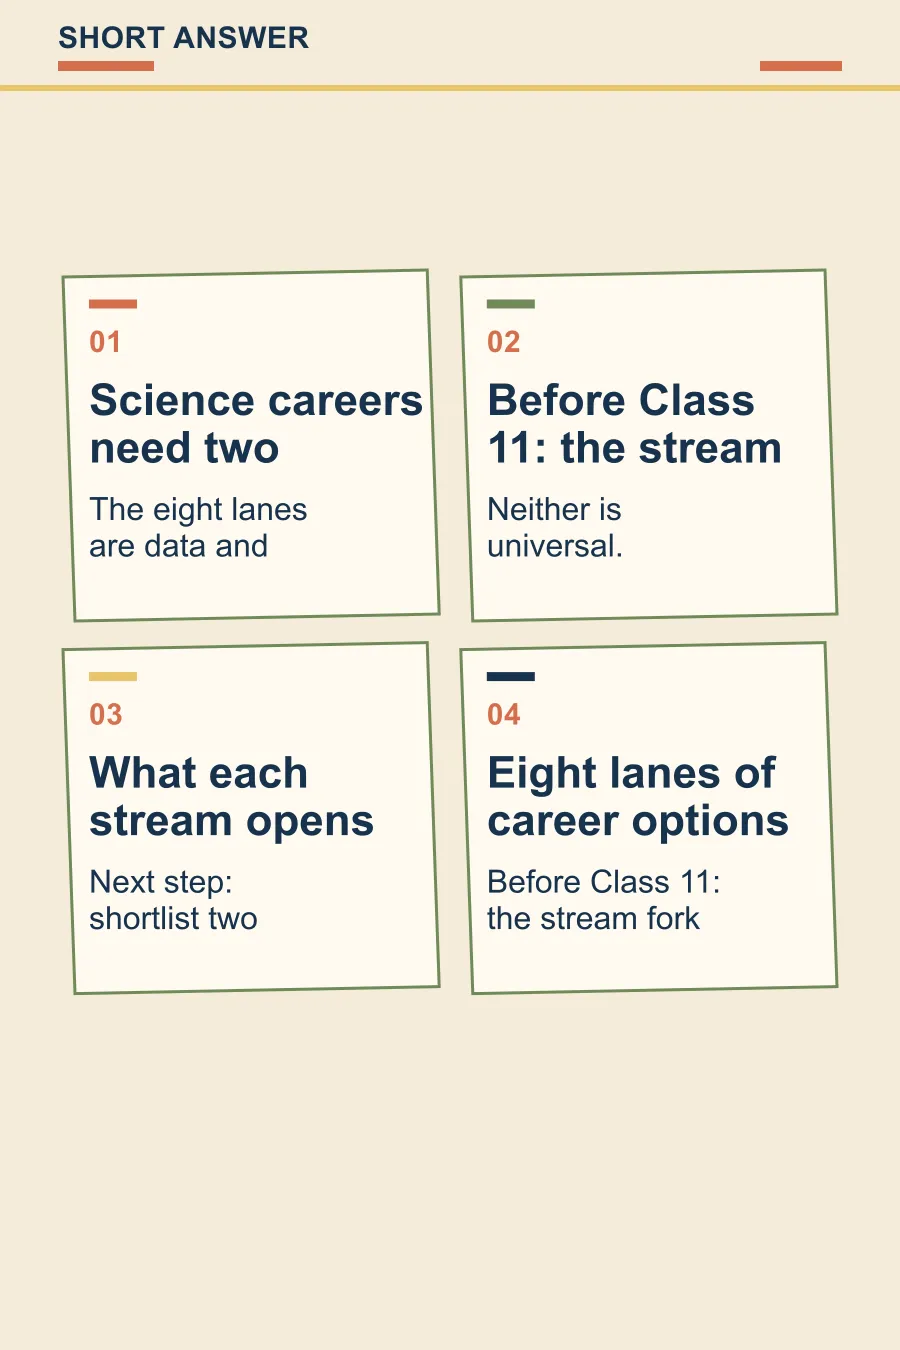 SHORT ANSWER
01
Science careers
need two
The eight lanes
are data and
02
Before Class
11: the stream
Neither is
universal.
03
What each
stream opens
Next step:
shortlist two
04
Eight lanes of
career options
Before Class 11:
the stream fork